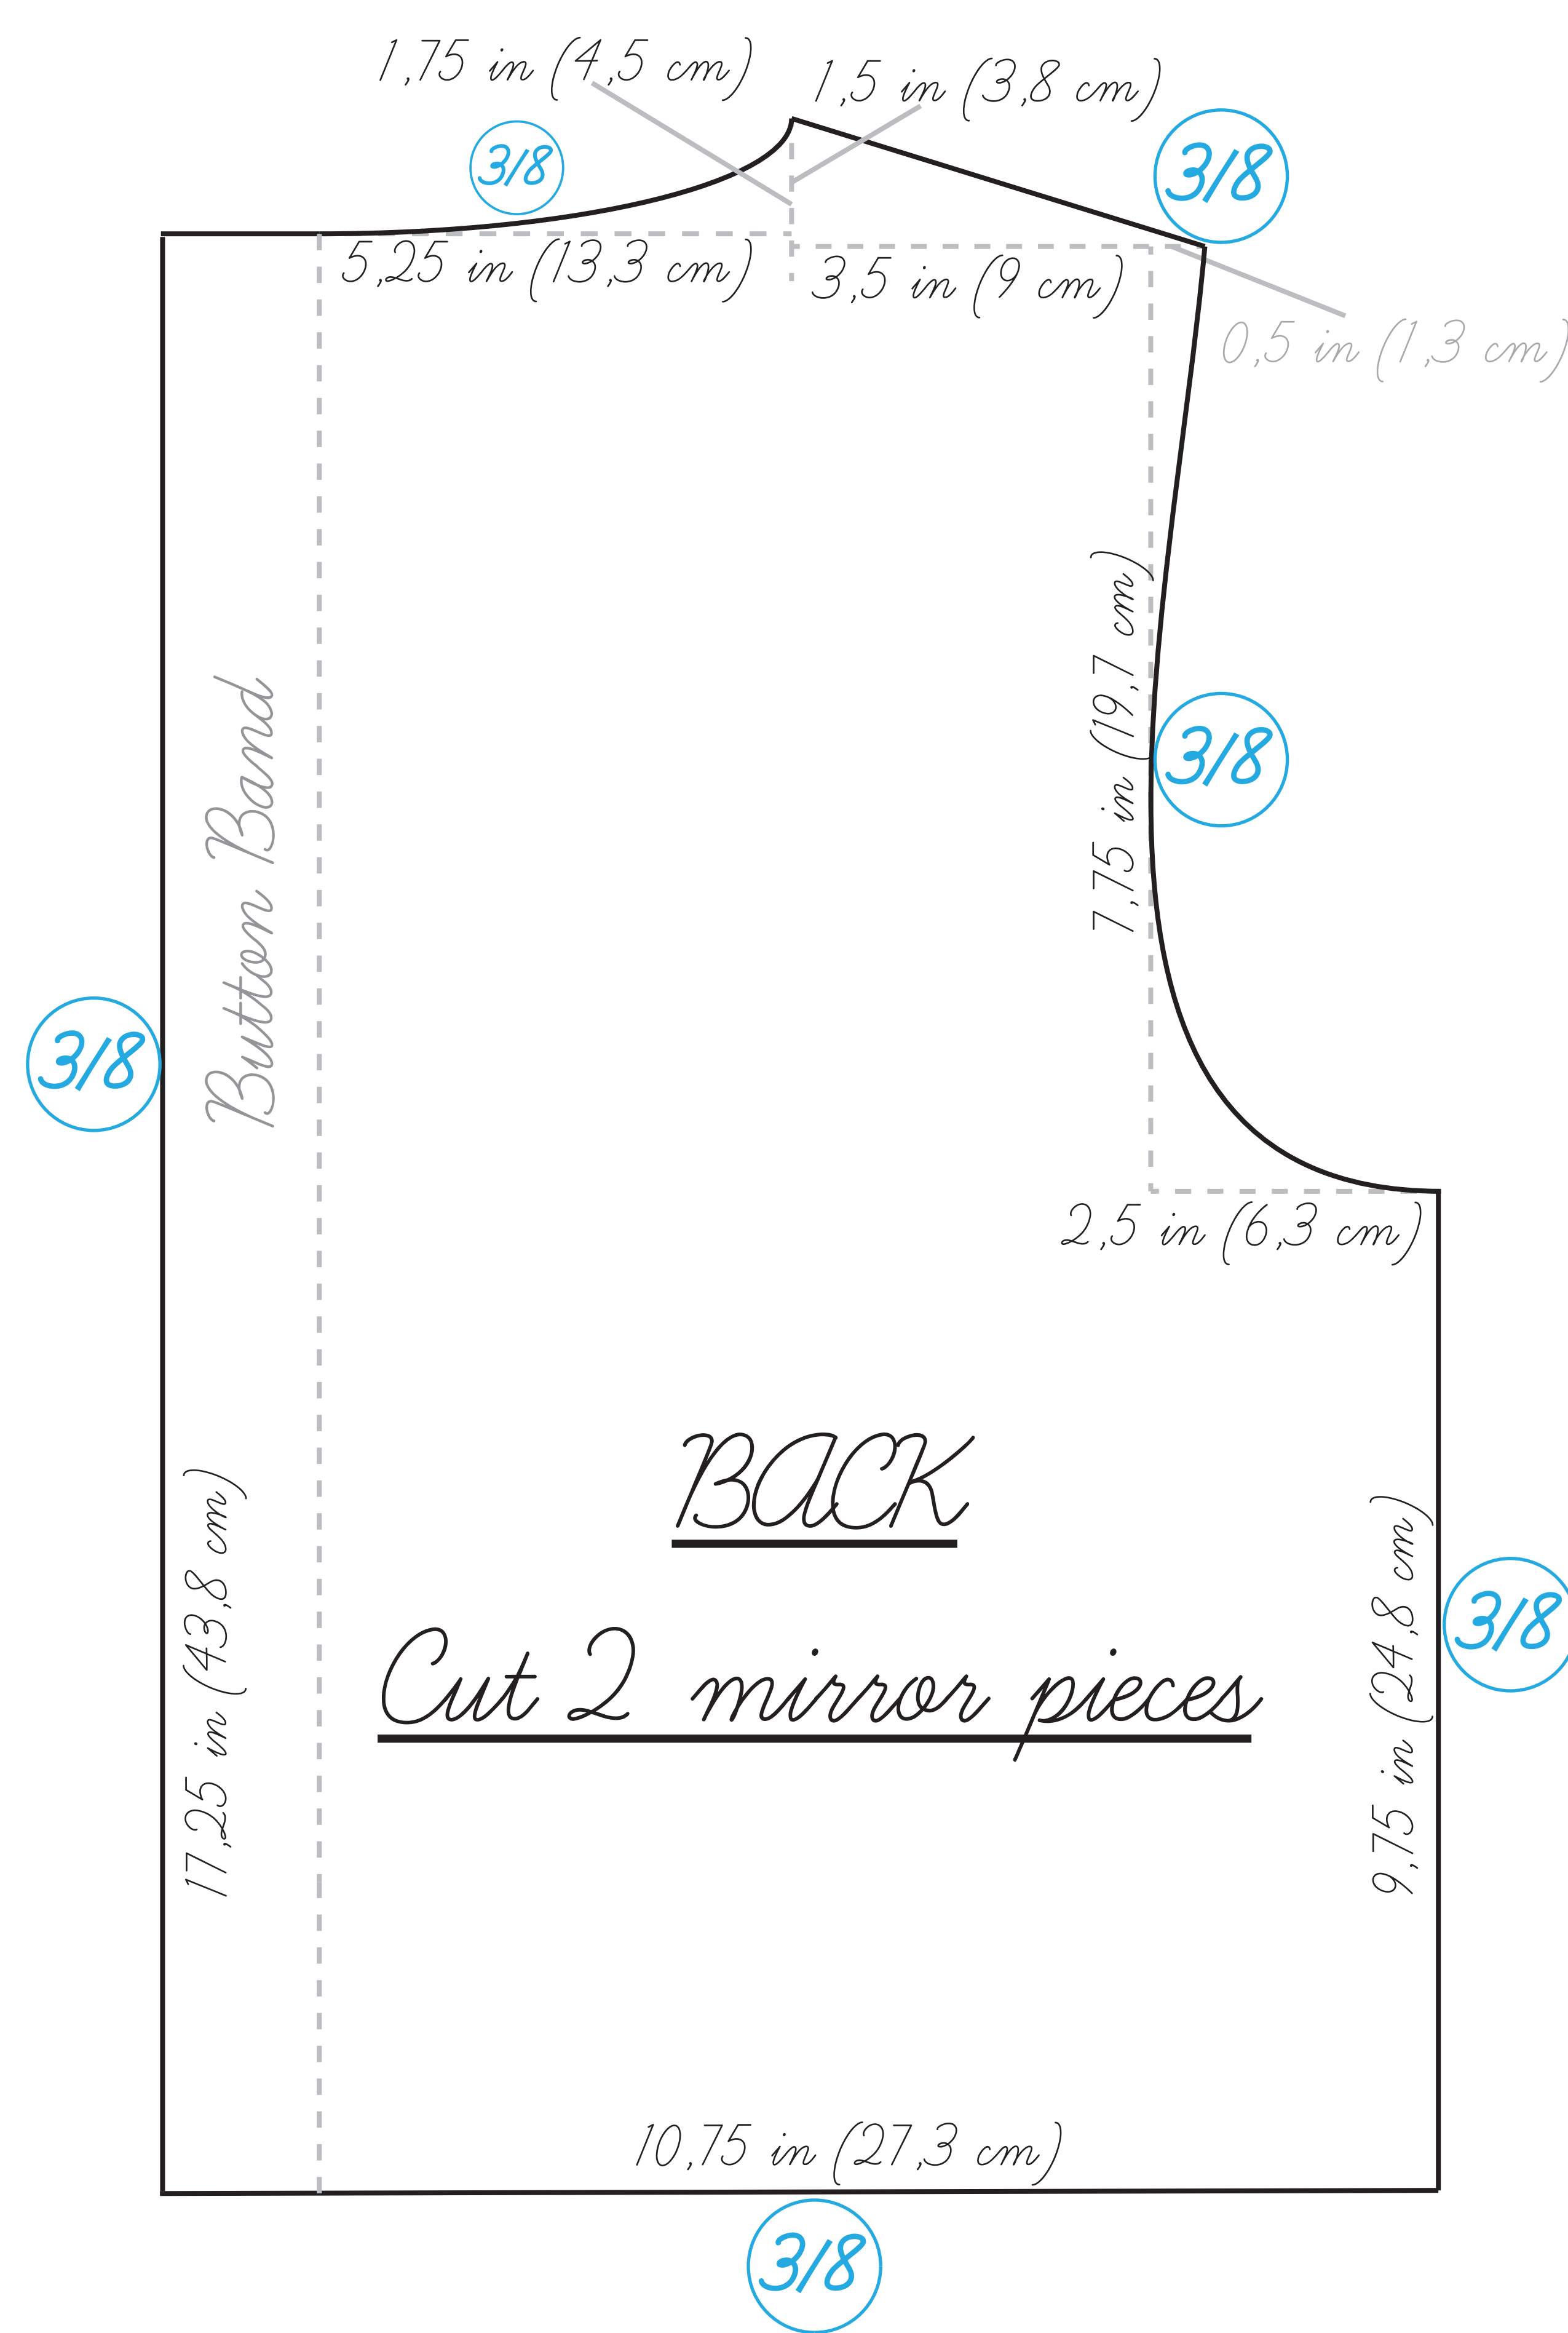 1,75 in (4,5 cm)
1,5 in (3,8 cm)
3/8
3/8
5,25 in (13,3 cm)
3,5 in (9 cm)
0,5 in (1,3 cm)
7,75 in (19,7 cm)
3/8
Button Band
3/8
2,5 in (6,3 cm)
BACK
Cut 2 mirror pieces
17,25 in (43,8 cm)
9,75 in (24,8 cm)
3/8
10,75 in (27,3 cm)
3/8